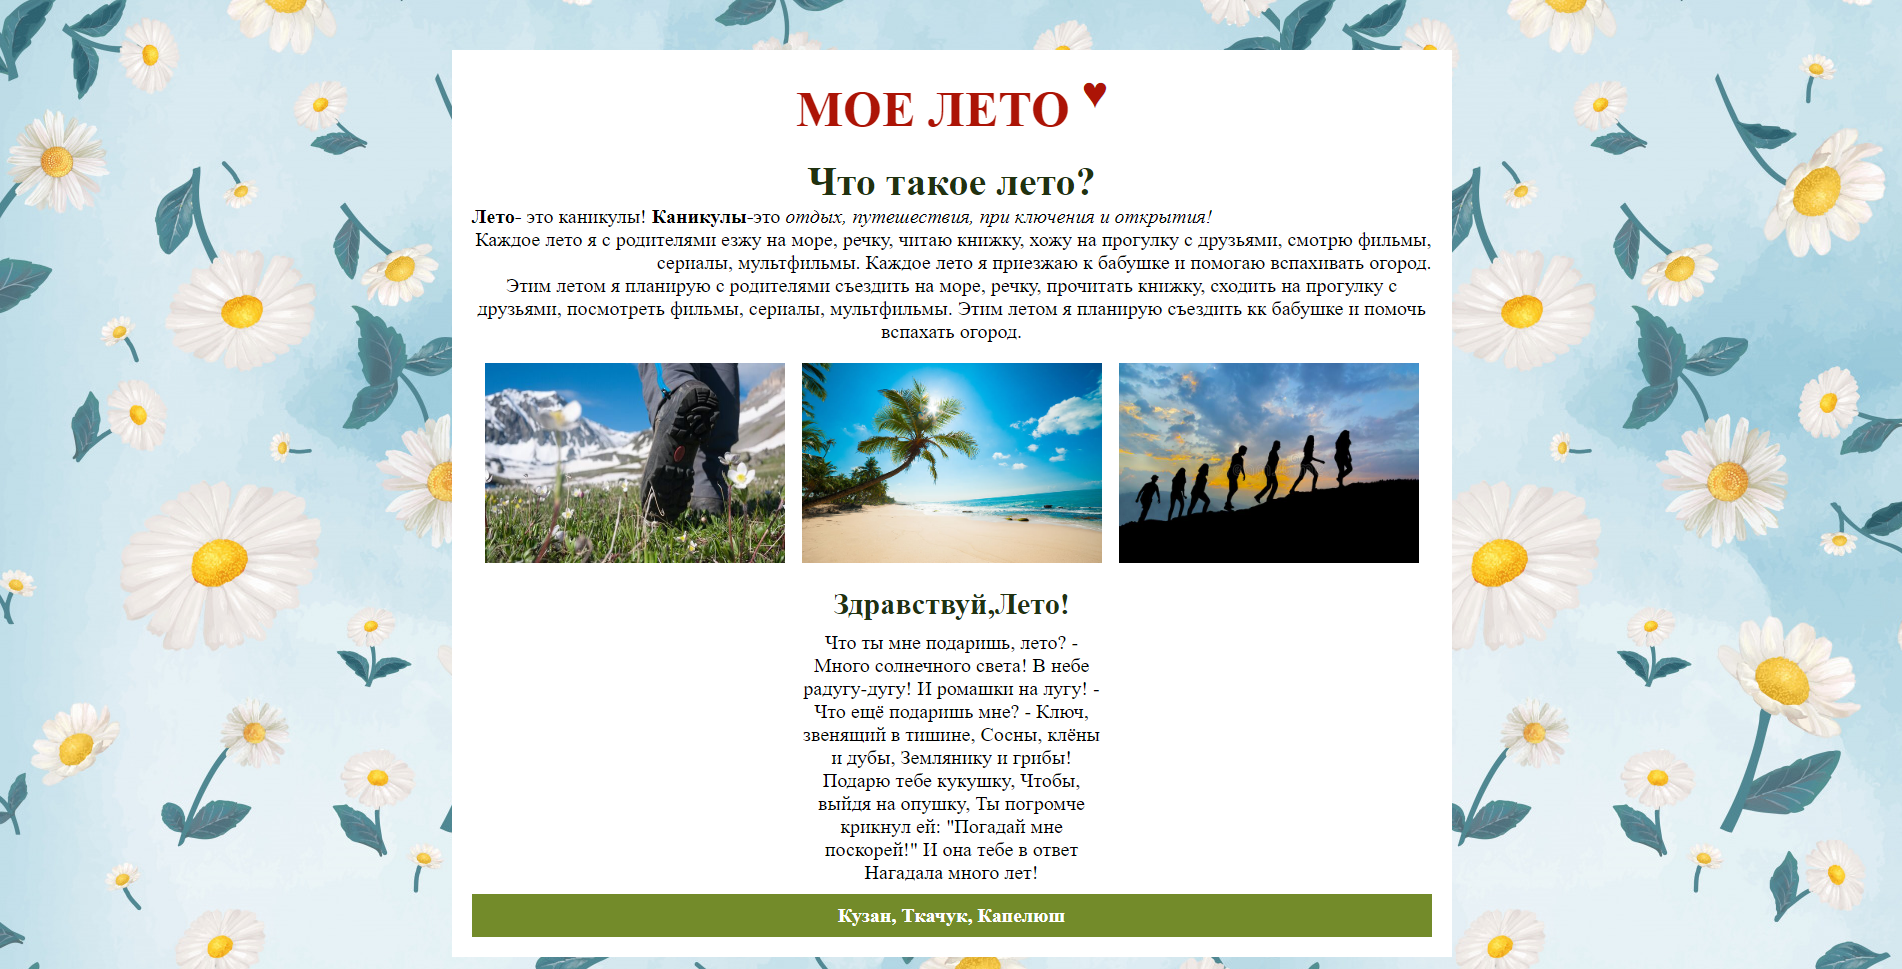 МОЕ ЛЕТО ♥
Что такое лето?
Лето- это каникулы! Каникулы-это отдых, путешествия, при ключения и открытия!
Каждое лето я с родителями езжу на море, речку, читаю книжку, хожу на прогулку с друзьями, смотрю фильмы,
сериалы, мультфильмы. Каждое лето я приезжаю к бабушке и помогаю вспахивать огород.
Этим летом я планирую с родителями съездить на море, речку, прочитать книжку, сходить на прогулку с
друзьями, посмотреть фильмы, сериалы, мультфильмы. Этим летом я планирую съездить кк бабушке и помочь
вспахать огород.
Здравствуй,Лето!
Что ты мне подаришь, лето? -
Много солнечного света! В небе
радугу-дугу! И ромашки на лугу! -
Что ещё подаришь мне? - Ключ,
звенящий в тишине, Сосны, клёны
и дубы, Землянику и грибы!
Подарю тебе кукушку, Чтобы,
выйдя на опушку, Ты погромче
крикнул ей: "Погадай мне
поскорей!" И она тебе в ответ
Нагадала много лет!
Кузан, Ткачук, Капелюш